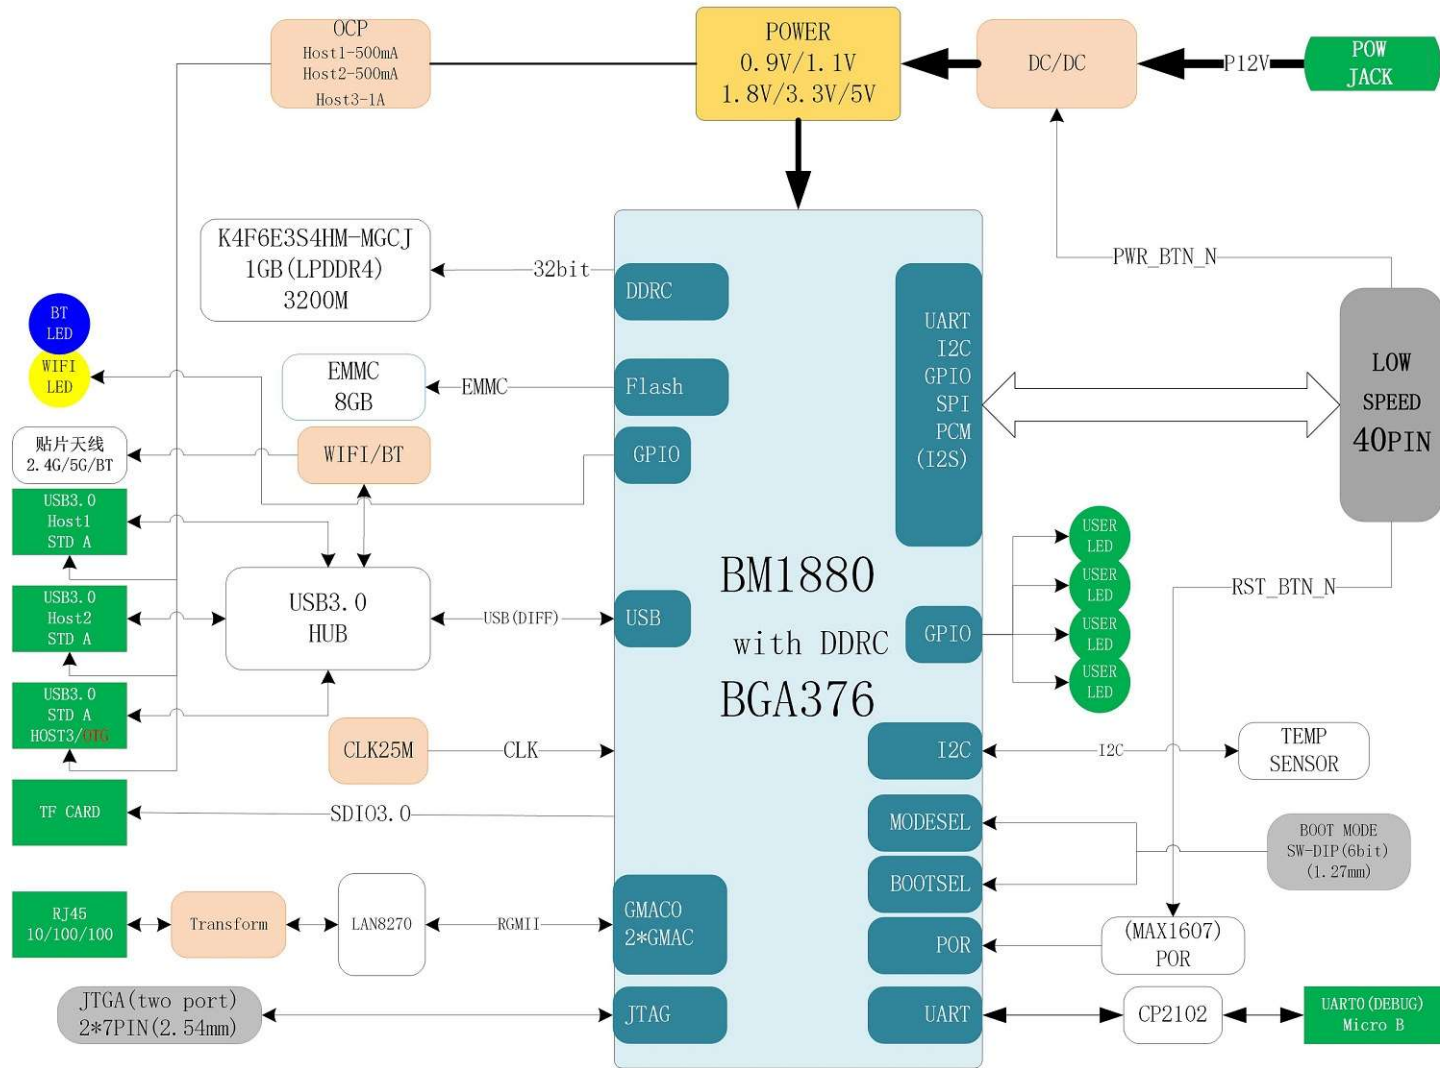 OCP
Host1-500mA
Host2-500mA
Host3-1A
POWER
0.9V/1.1V
1.8V/3.3V/5V
DC/DC
P12V
POW
JACK
K4F6E3S4HM-MGCJ
1GB(LPDDR4)
3200M
32bit
DDRC
PWR_BTN_N
BT
LED
WIFI
LED
EMMC
8GB
EMMC
Flash
UART
I2C
GPIO
SPI
PCM
(I2S)
LOW
SPEED
40PIN
贴片天线
2.4G/5G/BT
WIFI/BT
GPIO
USB3.0
Host1
STD A
USB3.0
Host2
STD A
USB3.0
STD A
HOST3/OTG
USB3.0
HUB
USB(DIFF)
USB
BM1880
with DDRC
BGA376
GPIO
USER
LED
USER
LED
USER
LED
USER
LED
RST_BTN_N
CLK25M
CLK
I2C
I2C
TEMP
SENSOR
TF CARD
SDIO3.0
MODESEL
BOOTSEL
BOOT MODE
SW-DIP(6bit)
(1.27mm)
RJ45
10/100/100
Transform
LAN8270
RGMII
GMACO
2*GMAC
POR
(MAX1607)
POR
JTGA(two port)
2*7PIN(2.54mm)
JTAG
UART
CP2102
UART0(DEBUG)
Micro B